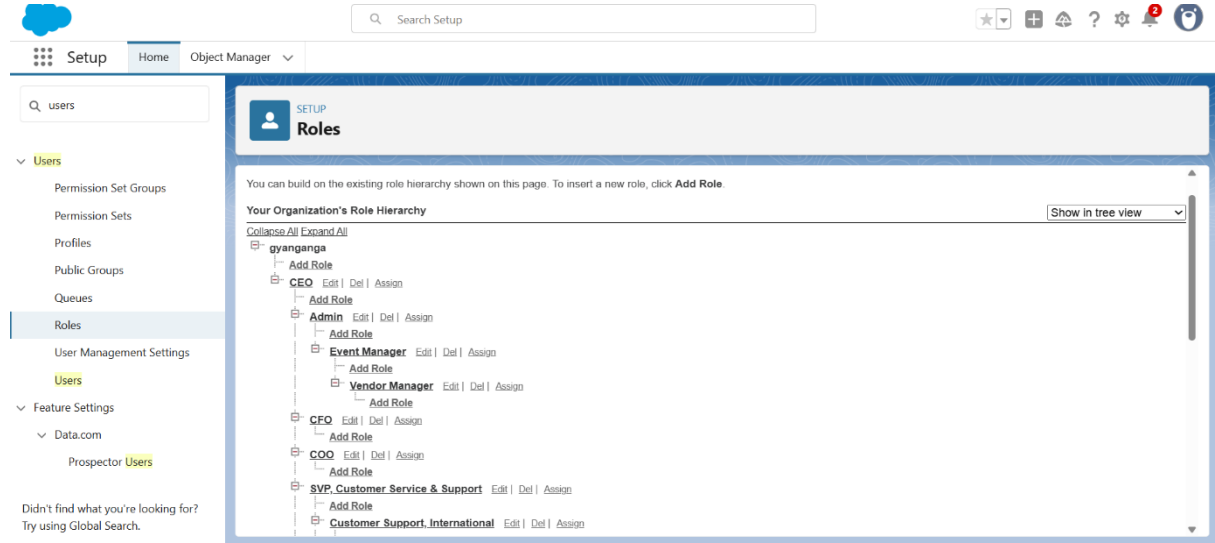 Search Setup
2
Setup
Home
Object Manager
users
Users
Permission Set Groups
Permission Sets
Profiles
Public Groups
Queues
Roles
User Management Settings
Users
Feature Settings
Data.com
Prospector Users
Didn't find what you're looking for?
Try using Global Search.
SETUP
Roles
You can build on the existing role hierarchy shown on this page. To insert a new role, click Add Role.
Your Organization's Role Hierarchy
Show in tree view
Collapse All Expand All
gyanganga
Add Role
CEO Edit | Del | Assign
Add Role
Admin Edit | Del | Assign
Add Role
Event Manager Edit | Del | Assign
Add Role
Vendor Manager Edit | Del | Assign
Add Role
CFO Edit | Del | Assign
Add Role
COO Edit | Del | Assign
Add Role
SVP, Customer Service & Support Edit | Del | Assign
Add Role
Customer Support, International Edit | Del | Assign